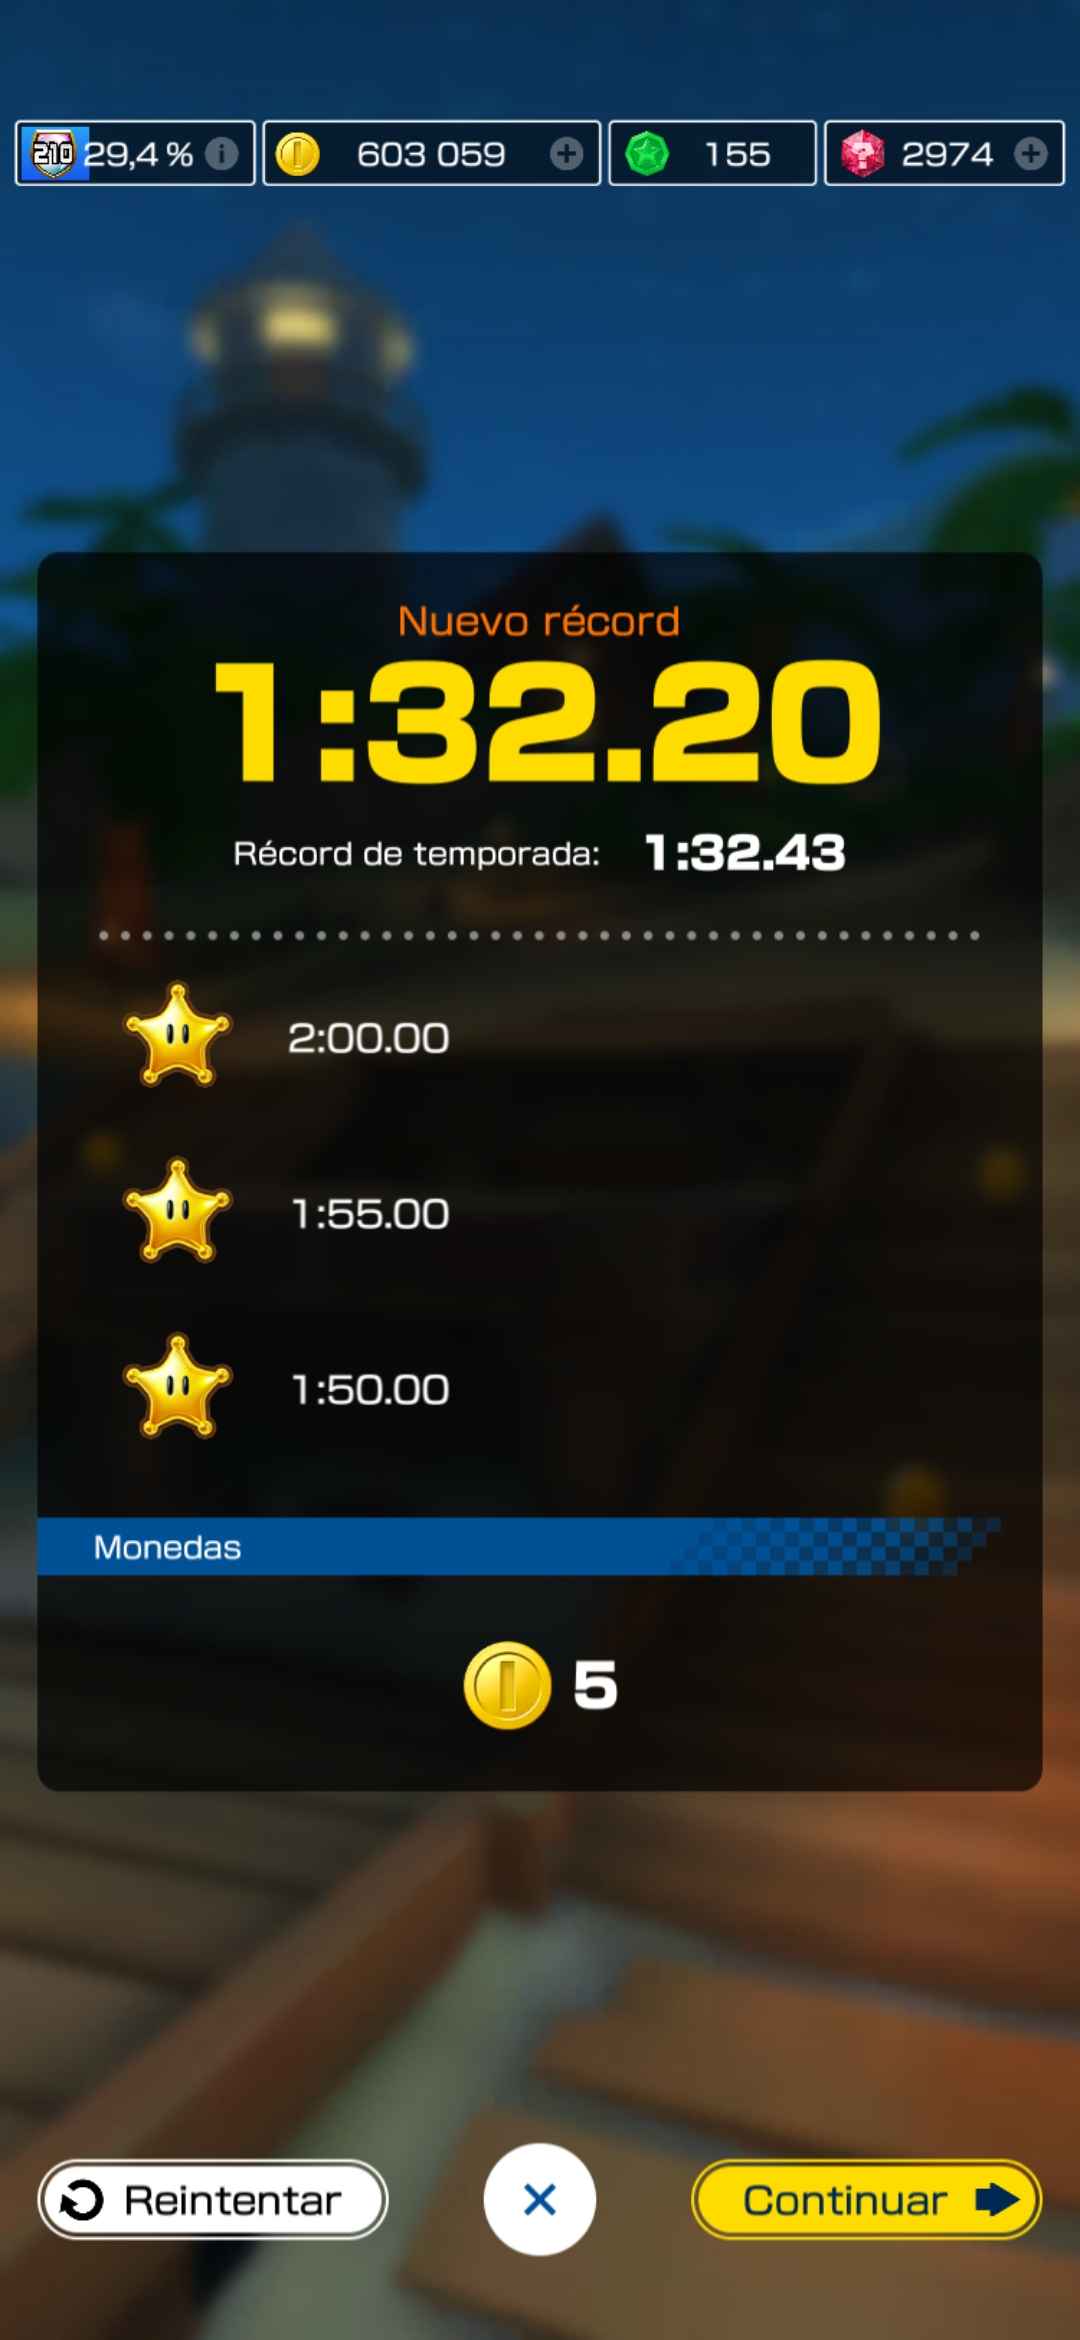 210 29,4 % i 603 059 + 155 2974 +
Nuevo récord
1:32.20
Récord de temporada: 1:32.43
2:00.00
1:55.00
1:50.00
Monedas
5
Reintentar × Continuar